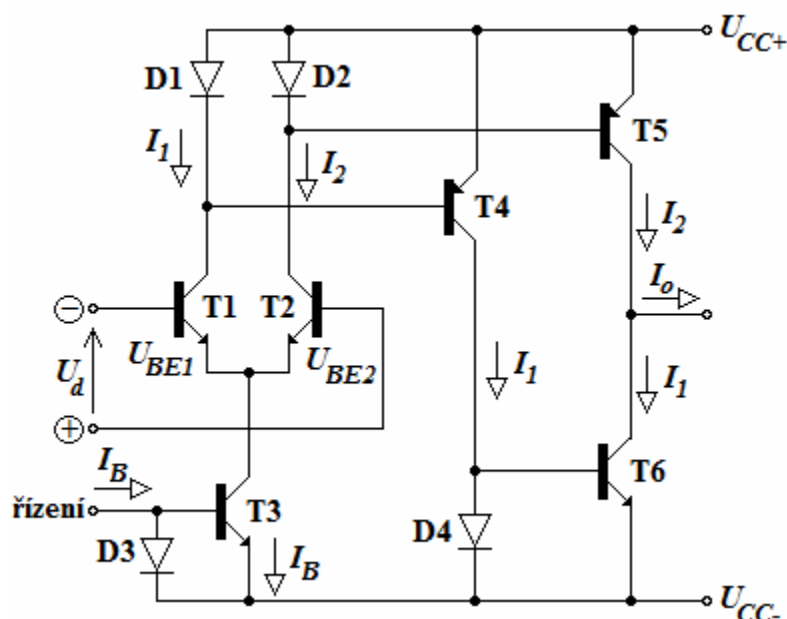 U_CC+
D1
D2
T5
I_1
I_2
T4
I_2
I_o
−
T1
T2
U_BE1
U_BE2
U_d
I_1
I_1
+
I_B
T6
řízení
T3
D3
D4
I_B
U_CC-